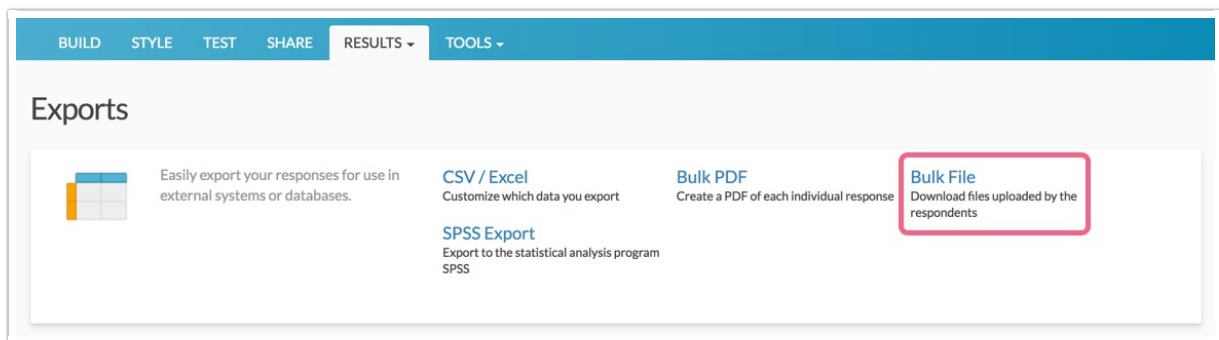 BUILD STYLE TEST SHARE RESULTS TOOLS
Exports
Easily export your responses for use in
external systems or databases.
CSV / Excel
Customize which data you export
SPSS Export
Export to the statistical analysis program
SPSS
Bulk PDF
Create a PDF of each individual response
Bulk File
Download files uploaded by the
respondents